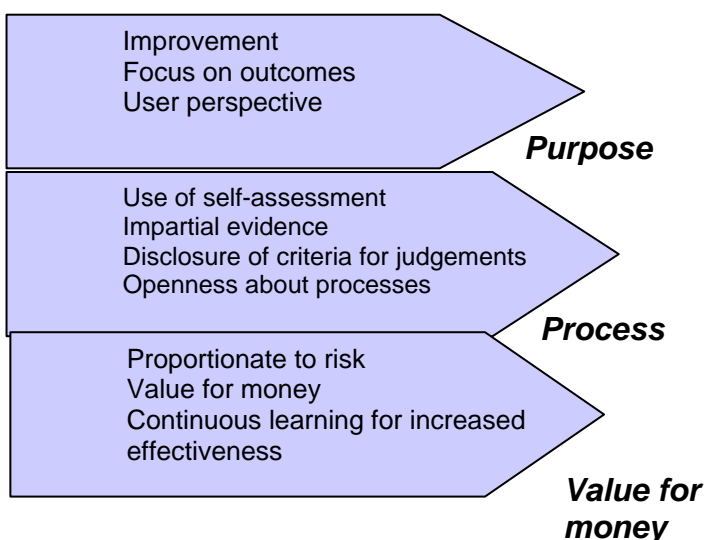 Improvement
Focus on outcomes
User perspective
Purpose
Use of self-assessment
Impartial evidence
Disclosure of criteria for judgements
Openness about processes
Process
Proportionate to risk
Value for money
Continuous learning for increased
effectiveness
Value for
money